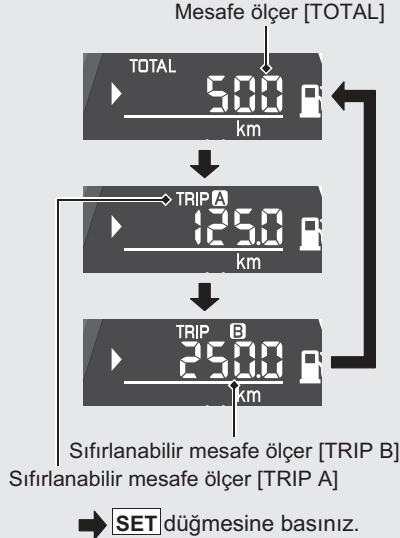 Mesafe ölçer [TOTAL]
TOTAL
500
km
TRIP A
125.0
km
TRIP B
250.0
km
Sıfırlanabilir mesafe ölçer [TRIP B]
Sıfırlanabilir mesafe ölçer [TRIP A]
SET düğmesine basınız.